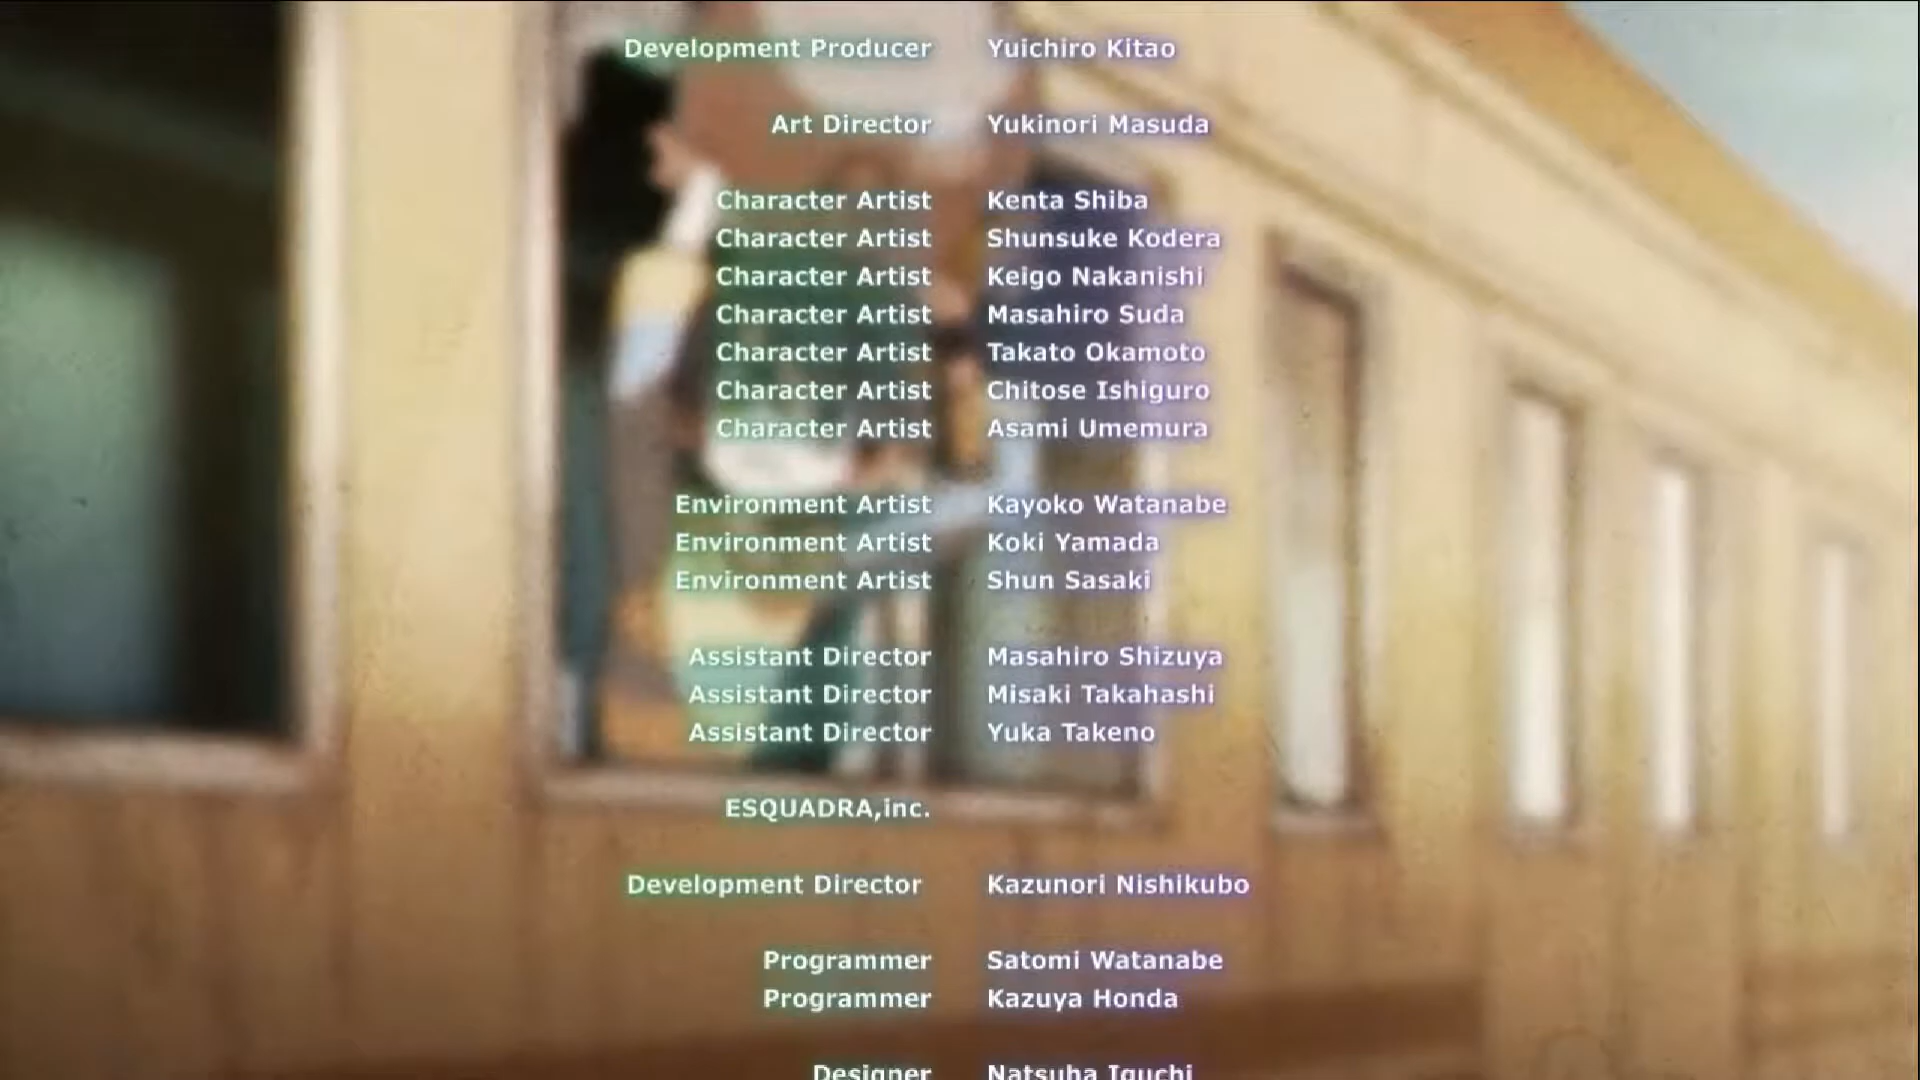 Development Producer Yuichiro Kitao
Art Director Yukinori Masuda
Character Artist Kenta Shiba
Character Artist Shunsuke Kodera
Character Artist Keigo Nakanishi
Character Artist Masahiro Suda
Character Artist Takato Okamoto
Character Artist Chitose Ishiguro
Character Artist Asami Umemura
Environment Artist Kayoko Watanabe
Environment Artist Koki Yamada
Environment Artist Shun Sasaki
Assistant Director Masahiro Shizuya
Assistant Director Misaki Takahashi
Assistant Director Yuka Takeno
ESQUADRA,inc.
Development Director Kazunori Nishikubo
Programmer Satomi Watanabe
Programmer Kazuya Honda
Designer Natsuha Iguchi